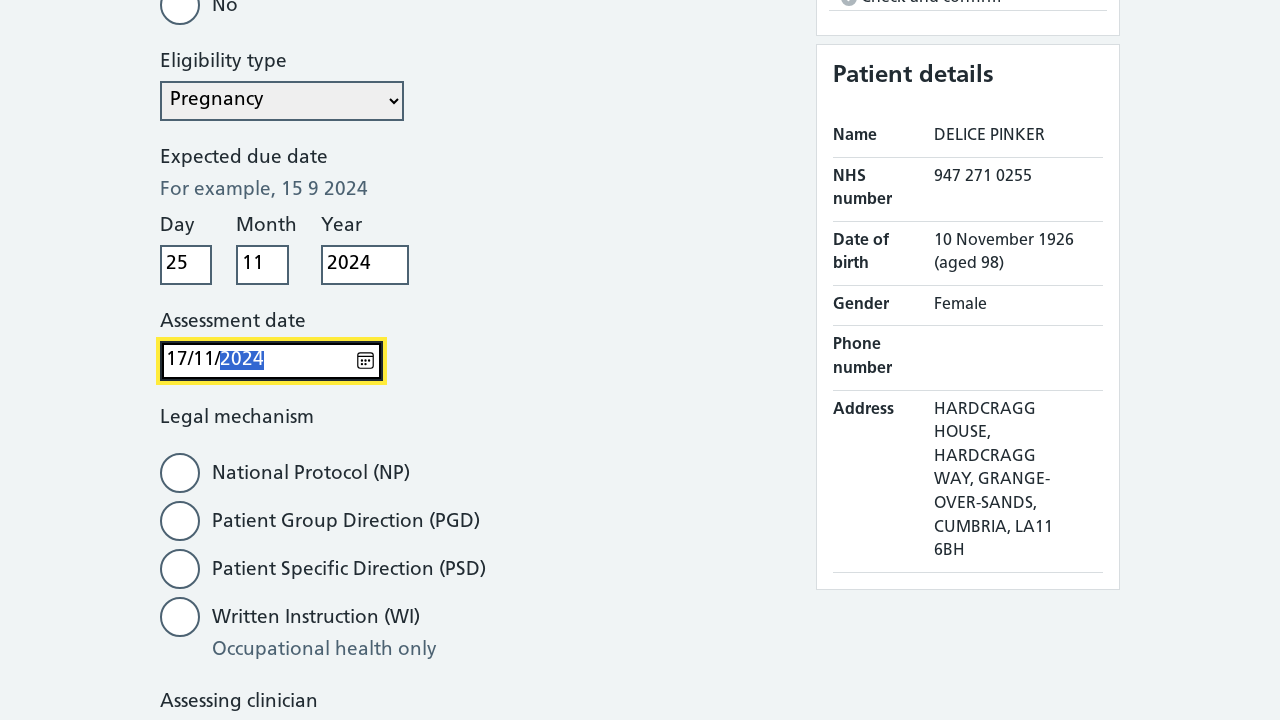 No
Eligibility type
Pregnancy
Expected due date
For example, 15 9 2024
Day Month Year
25 11 2024
Assessment date
17/11/2024
Legal mechanism
National Protocol (NP)
Patient Group Direction (PGD)
Patient Specific Direction (PSD)
Written Instruction (WI)
Occupational health only
Assessing clinician
Check and confirm
Patient details
Name DELICE PINKER
NHS number 947 271 0255
Date of birth 10 November 1926 (aged 98)
Gender Female
Phone number
Address HARDCRAGG
HOUSE,
HARDCRAGG
WAY, GRANGE-
OVER-SANDS,
CUMBRIA, LA11
6BH